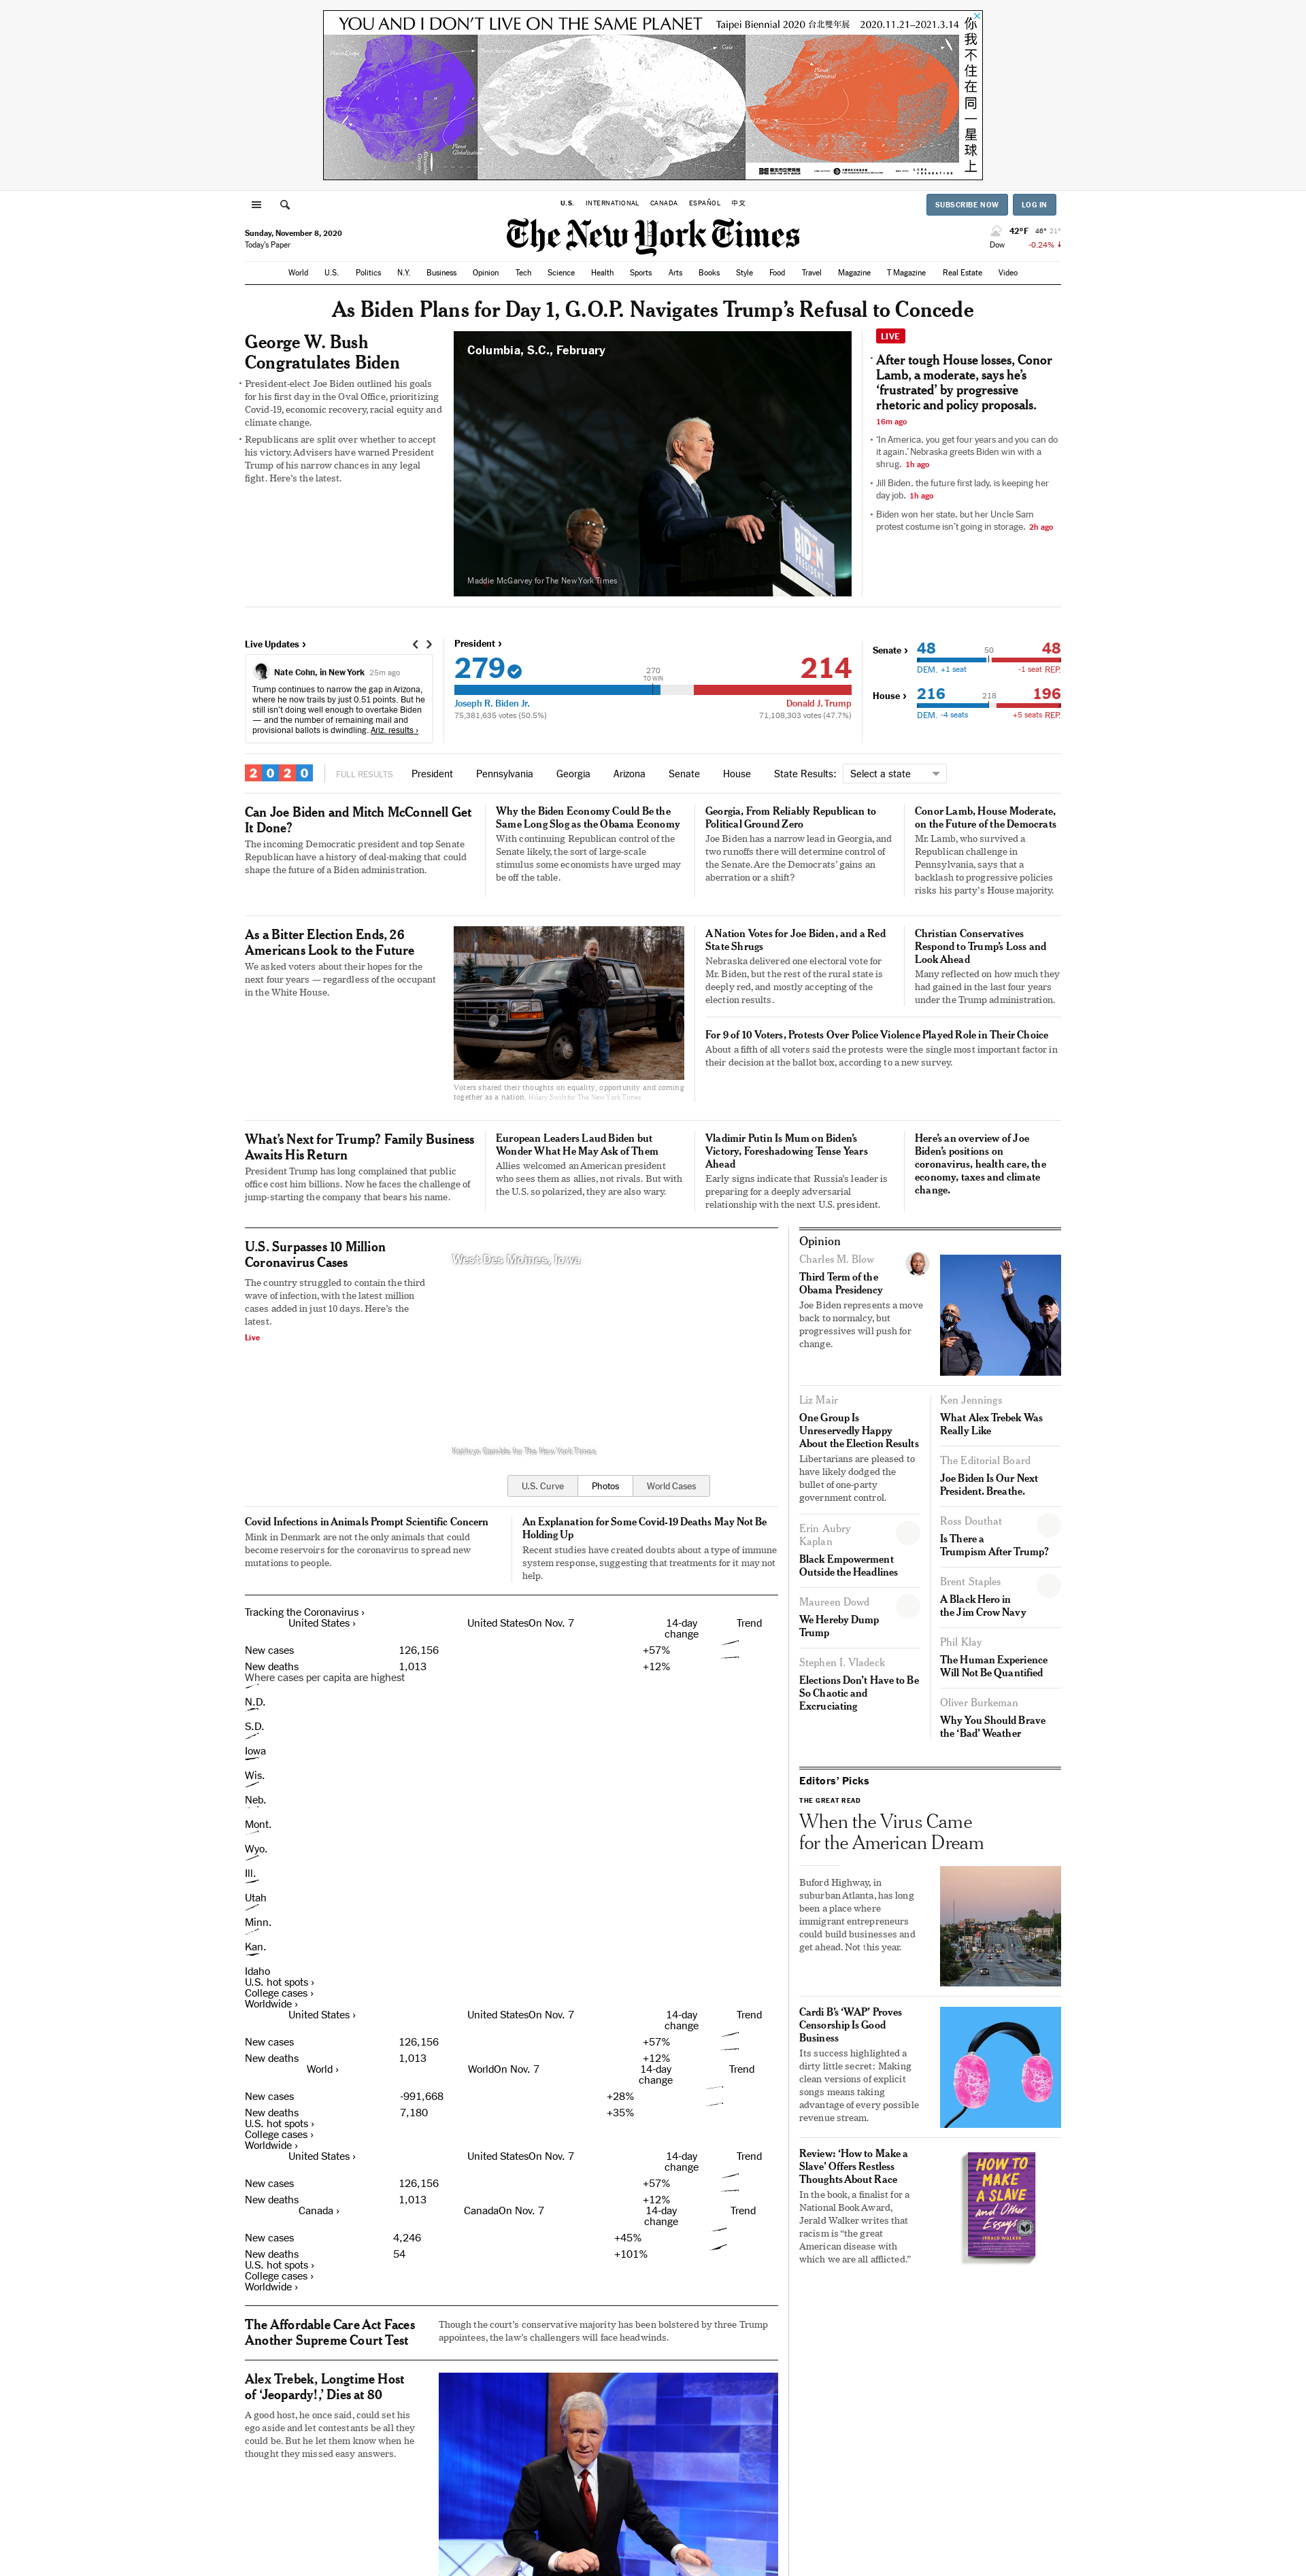 YOU AND I DON'T LIVE ON THE SAME PLANET Taipei Biennial 2020 台北雙年展 2020.11.21–2021.3.14
你我不住在同一星球上
U.S. INTERNATIONAL CANADA ESPAÑOL 中文
SUBSCRIBE NOW LOG IN
Sunday, November 8, 2020
Today's Paper
The New York Times
42°F 46° 21°
Dow -0.24%
World U.S. Politics N.Y. Business Opinion Tech Science Health Sports Arts Books Style Food Travel Magazine T Magazine Real Estate Video
As Biden Plans for Day 1, G.O.P. Navigates Trump's Refusal to Concede
George W. Bush
Congratulates Biden
• President-elect Joe Biden outlined his goals
for his first day in the Oval Office, prioritizing
Covid-19, economic recovery, racial equity and
climate change.
• Republicans are split over whether to accept
his victory. Advisers have warned President
Trump of his narrow chances in any legal
fight. Here's the latest.
Columbia, S.C., February
BIDEN
PRESIDENT
Maddie McGarvey for The New York Times
LIVE
• After tough House losses, Conor
Lamb, a moderate, says he's
'frustrated' by progressive
rhetoric and policy proposals.
16m ago
• 'In America, you get four years and you can do
it again.' Nebraska greets Biden win with a
shrug. 1h ago
• Jill Biden, the future first lady, is keeping her
day job. 1h ago
• Biden won her state, but her Uncle Sam
protest costume isn't going in storage. 2h ago
Live Updates ›
Nate Cohn, in New York 25m ago
Trump continues to narrow the gap in Arizona,
where he now trails by just 0.51 points. But he
still isn't doing well enough to overtake Biden
— and the number of remaining mail and
provisional ballots is dwindling. Ariz. results ›
President ›
279 270 TO WIN 214
Joseph R. Biden Jr. Donald J. Trump
75,381,635 votes (50.5%) 71,108,303 votes (47.7%)
Senate › 48 50 48
DEM. +1 seat -1 seat REP.
House › 216 218 196
DEM. -4 seats +5 seats REP.
2020 FULL RESULTS President Pennsylvania Georgia Arizona Senate House State Results: Select a state
Can Joe Biden and Mitch McConnell Get
It Done?
The incoming Democratic president and top Senate
Republican have a history of deal-making that could
shape the future of a Biden administration.
Why the Biden Economy Could Be the
Same Long Slog as the Obama Economy
With continuing Republican control of the
Senate likely, the sort of large-scale
stimulus some economists have urged may
be off the table.
Georgia, From Reliably Republican to
Political Ground Zero
Joe Biden has a narrow lead in Georgia, and
two runoffs there will determine control of
the Senate. Are the Democrats' gains an
aberration or a shift?
Conor Lamb, House Moderate,
on the Future of the Democrats
Mr. Lamb, who survived a
Republican challenge in
Pennsylvania, says that a
backlash to progressive policies
risks his party's House majority.
As a Bitter Election Ends, 26
Americans Look to the Future
We asked voters about their hopes for the
next four years — regardless of the occupant
in the White House.
Voters shared their thoughts on equality, opportunity and coming
together as a nation. Hilary Swift for The New York Times
A Nation Votes for Joe Biden, and a Red
State Shrugs
Nebraska delivered one electoral vote for
Mr. Biden, but the rest of the rural state is
deeply red, and mostly accepting of the
election results.
Christian Conservatives
Respond to Trump's Loss and
Look Ahead
Many reflected on how much they
had gained in the last four years
under the Trump administration.
For 9 of 10 Voters, Protests Over Police Violence Played Role in Their Choice
About a fifth of all voters said the protests were the single most important factor in
their decision at the ballot box, according to a new survey.
What's Next for Trump? Family Business
Awaits His Return
President Trump has long complained that public
office cost him billions. Now he faces the challenge of
jump-starting the company that bears his name.
European Leaders Laud Biden but
Wonder What He May Ask of Them
Allies welcomed an American president
who sees them as allies, not rivals. But with
the U.S. so polarized, they are also wary.
Vladimir Putin Is Mum on Biden's
Victory, Foreshadowing Tense Years
Ahead
Early signs indicate that Russia's leader is
preparing for a deeply adversarial
relationship with the next U.S. president.
Here's an overview of Joe
Biden's positions on
coronavirus, health care, the
economy, taxes and climate
change.
U.S. Surpasses 10 Million
Coronavirus Cases
The country struggled to contain the third
wave of infection, with the latest million
cases added in just 10 days. Here's the
latest.
Live
West Des Moines, Iowa
Kathryn Gamble for The New York Times
U.S. Curve Photos World Cases
Covid Infections in Animals Prompt Scientific Concern
Mink in Denmark are not the only animals that could
become reservoirs for the coronavirus to spread new
mutations to people.
An Explanation for Some Covid-19 Deaths May Not Be
Holding Up
Recent studies have created doubts about a type of immune
system response, suggesting that treatments for it may not
help.
Tracking the Coronavirus ›
United States › United StatesOn Nov. 7 14-day
change Trend
New cases 126,156 +57%
New deaths 1,013 +12%
Where cases per capita are highest
N.D.
S.D.
Iowa
Wis.
Neb.
Mont.
Wyo.
Ill.
Utah
Minn.
Kan.
Idaho
U.S. hot spots ›
College cases ›
Worldwide ›
United States › United StatesOn Nov. 7 14-day
change Trend
New cases 126,156 +57%
New deaths 1,013 +12%
World › WorldOn Nov. 7 14-day
change Trend
New cases -991,668 +28%
New deaths 7,180 +35%
U.S. hot spots ›
College cases ›
Worldwide ›
United States › United StatesOn Nov. 7 14-day
change Trend
New cases 126,156 +57%
New deaths 1,013 +12%
Canada › CanadaOn Nov. 7 14-day
change Trend
New cases 4,246 +45%
New deaths 54 +101%
U.S. hot spots ›
College cases ›
Worldwide ›
The Affordable Care Act Faces
Another Supreme Court Test
Though the court's conservative majority has been bolstered by three Trump
appointees, the law's challengers will face headwinds.
Alex Trebek, Longtime Host
of 'Jeopardy!,' Dies at 80
A good host, he once said, could set his
ego aside and let contestants be all they
could be. But he let them know when he
thought they missed easy answers.
Opinion
Charles M. Blow
Third Term of the
Obama Presidency
Joe Biden represents a move
back to normalcy, but
progressives will push for
change.
Liz Mair
One Group Is
Unreservedly Happy
About the Election Results
Libertarians are pleased to
have likely dodged the
bullet of one-party
government control.
Erin Aubry
Kaplan
Black Empowerment
Outside the Headlines
Maureen Dowd
We Hereby Dump
Trump
Stephen I. Vladeck
Elections Don't Have to Be
So Chaotic and
Excruciating
Ken Jennings
What Alex Trebek Was
Really Like
The Editorial Board
Joe Biden Is Our Next
President. Breathe.
Ross Douthat
Is There a
Trumpism After Trump?
Brent Staples
A Black Hero in
the Jim Crow Navy
Phil Klay
The Human Experience
Will Not Be Quantified
Oliver Burkeman
Why You Should Brave
the 'Bad' Weather
Editors' Picks
THE GREAT READ
When the Virus Came
for the American Dream
Buford Highway, in
suburban Atlanta, has long
been a place where
immigrant entrepreneurs
could build businesses and
get ahead. Not this year.
Cardi B's 'WAP' Proves
Censorship Is Good
Business
Its success highlighted a
dirty little secret: Making
clean versions of explicit
songs means taking
advantage of every possible
revenue stream.
Review: 'How to Make a
Slave' Offers Restless
Thoughts About Race
In the book, a finalist for a
National Book Award,
Jerald Walker writes that
racism is "the great
American disease with
which we are all afflicted."
HOW TO
MAKE
A SLAVE
and Other
Essays
JERALD WALKER